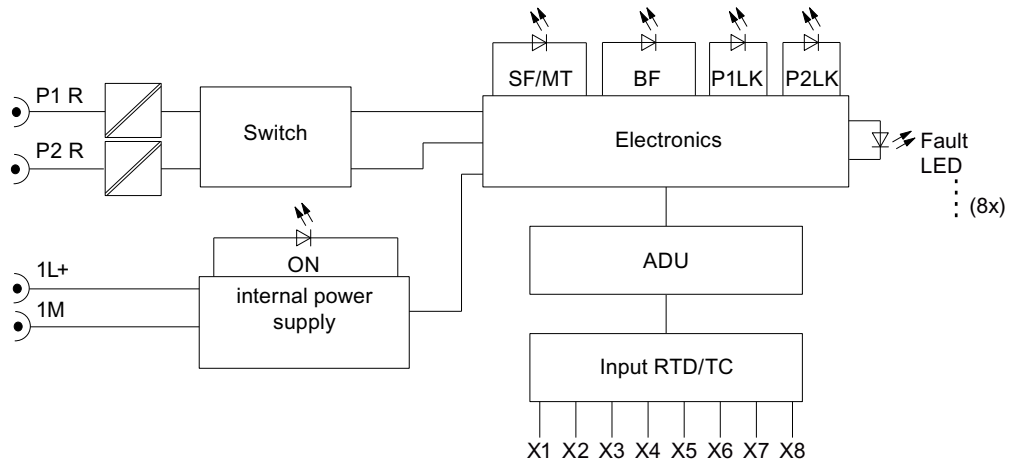 SF/MT
BF
P1LK
P2LK
P1 R
P2 R
Switch
Electronics
Fault
LED
(8x)
ON
1L+
1M
internal power
supply
ADU
Input RTD/TC
X1 X2 X3 X4 X5 X6 X7 X8